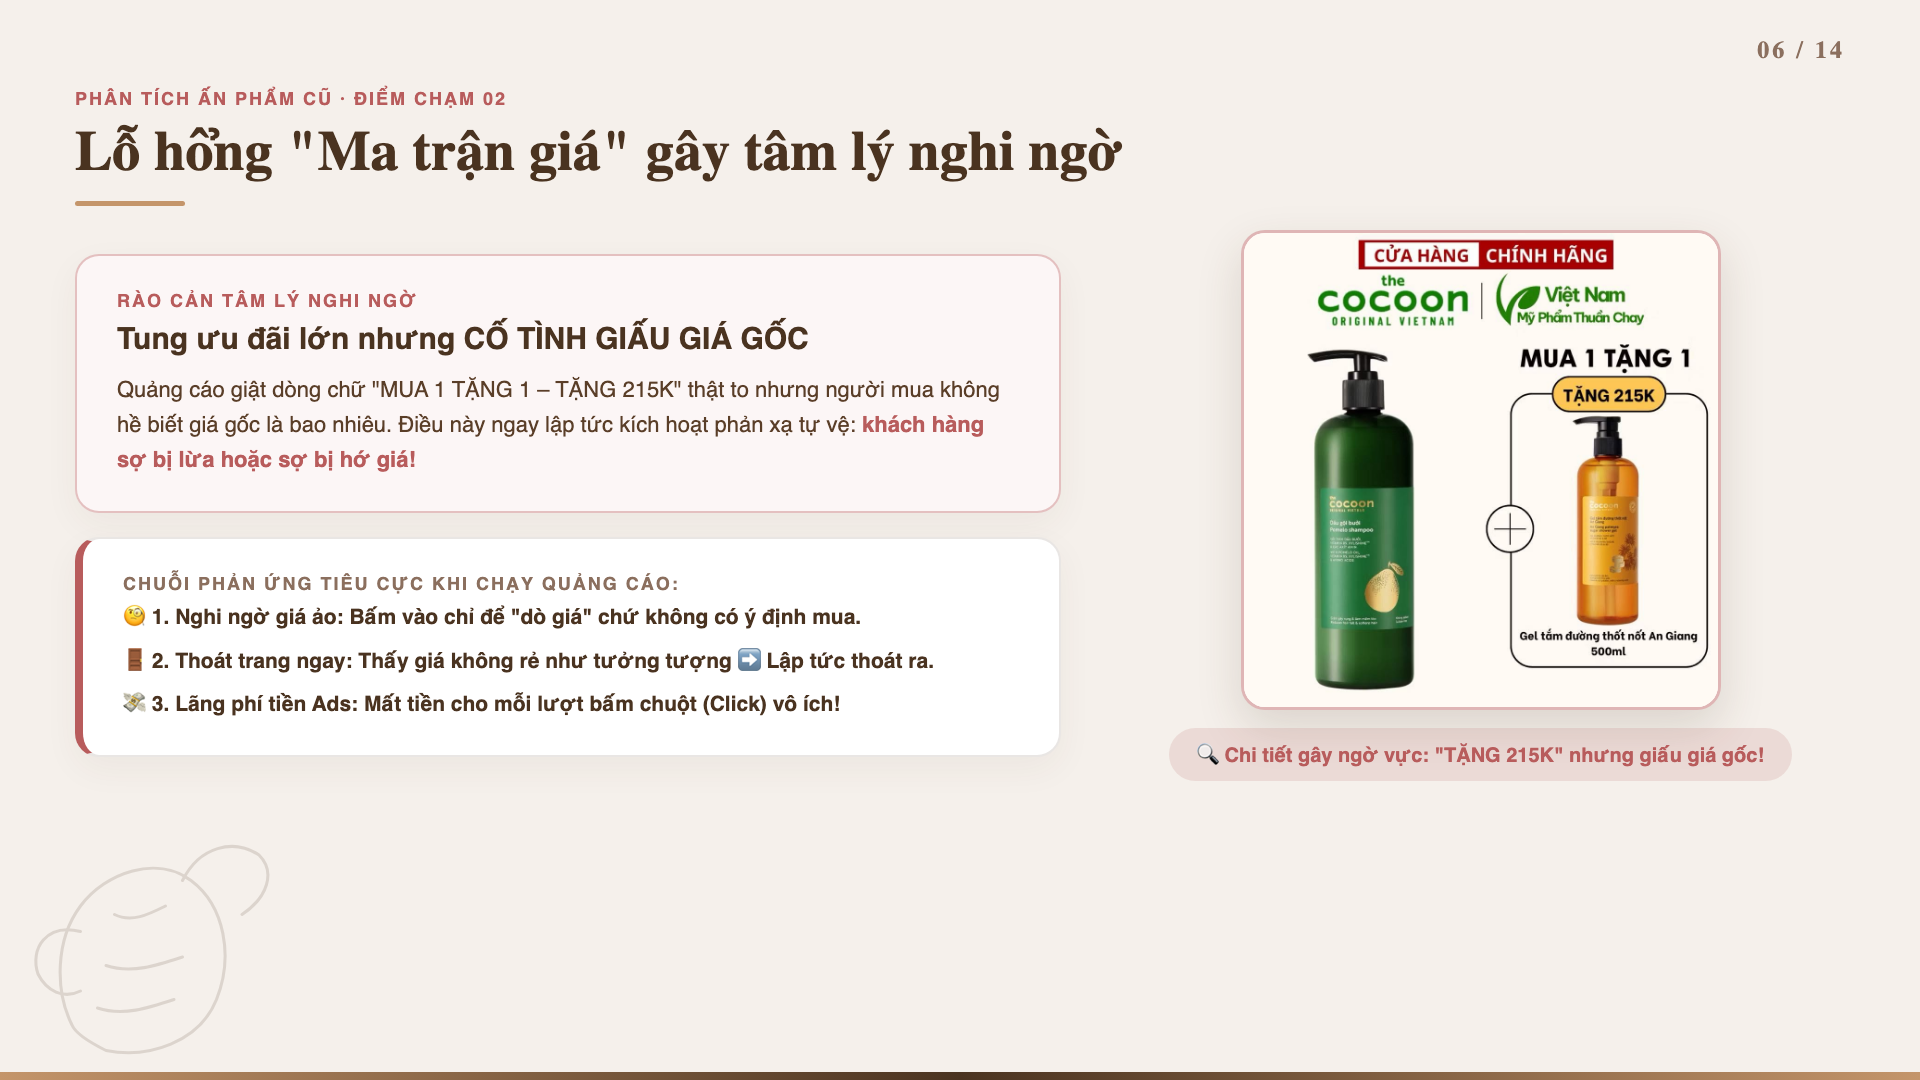 06 / 14
PHÂN TÍCH ẤN PHẨM CŨ · ĐIỂM CHẠM 02
Lỗ hổng "Ma trận giá" gây tâm lý nghi ngờ
RÀO CẢN TÂM LÝ NGHI NGỜ
Tung ưu đãi lớn nhưng CỐ TÌNH GIẤU GIÁ GỐC
Quảng cáo giật dòng chữ "MUA 1 TẶNG 1 – TẶNG 215K" thật to nhưng người mua không
hề biết giá gốc là bao nhiêu. Điều này ngay lập tức kích hoạt phản xạ tự vệ: khách hàng
sợ bị lừa hoặc sợ bị hớ giá!
CHUỖI PHẢN ỨNG TIÊU CỰC KHI CHẠY QUẢNG CÁO:
🧐 1. Nghi ngờ giá ảo: Bấm vào chỉ để "dò giá" chứ không có ý định mua.
🚪 2. Thoát trang ngay: Thấy giá không rẻ như tưởng tượng ➡️ Lập tức thoát ra.
💸 3. Lãng phí tiền Ads: Mất tiền cho mỗi lượt bấm chuột (Click) vô ích!
CỬA HÀNG CHÍNH HÃNG
the
cocoon
ORIGINAL VIETNAM
Việt Nam
Mỹ Phẩm Thuần Chay
MUA 1 TẶNG 1
TẶNG 215K
the
cocoon
Dầu gội bưởi
Pomelo shampoo
cocoon
Gel tắm đường thốt nốt An Giang
500ml
🔍 Chi tiết gây ngờ vực: "TẶNG 215K" nhưng giấu giá gốc!